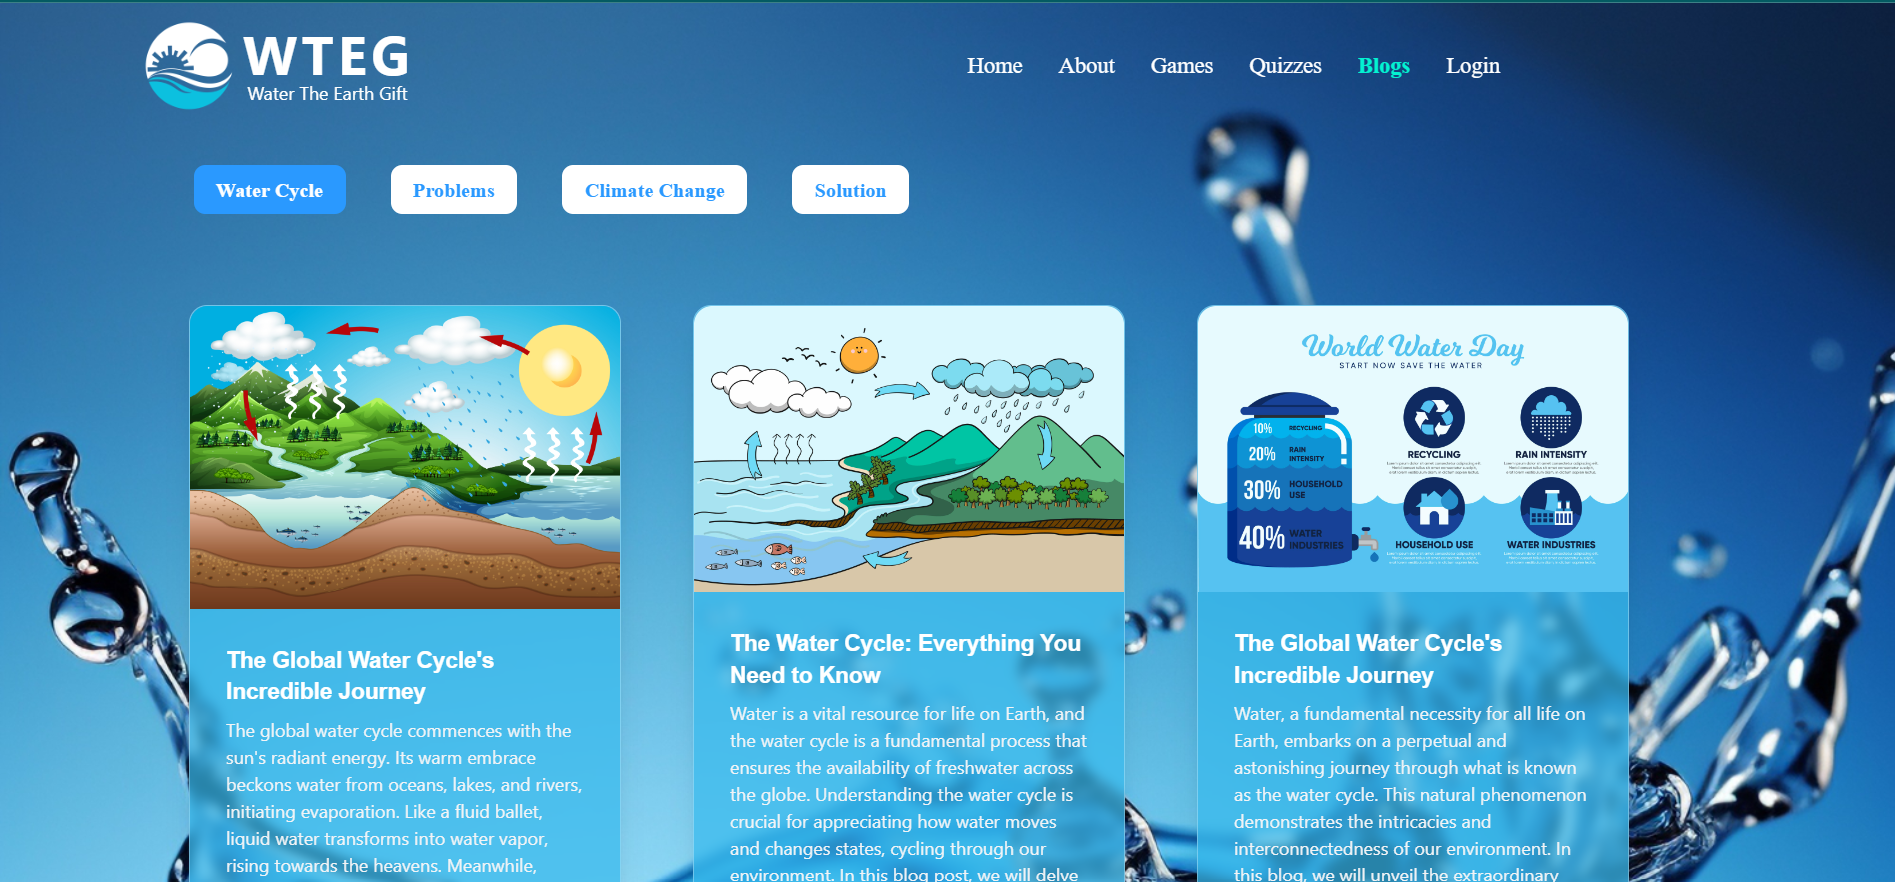 WTEG
Water The Earth Gift
Home About Games Quizzes Blogs Login
Water Cycle Problems Climate Change Solution
The Global Water Cycle's
Incredible Journey
The global water cycle commences with the
sun's radiant energy. Its warm embrace
beckons water from oceans, lakes, and rivers,
initiating evaporation. Like a fluid ballet,
liquid water transforms into water vapor,
rising towards the heavens. Meanwhile,
The Water Cycle: Everything You
Need to Know
Water is a vital resource for life on Earth, and
the water cycle is a fundamental process that
ensures the availability of freshwater across
the globe. Understanding the water cycle is
crucial for appreciating how water moves
and changes states, cycling through our
environment. In this blog post, we will delve
World Water Day
START NOW SAVE THE WATER
10% RECYCLING
20% RAIN
INTENSITY
30% HOUSEHOLD
USE
40% WATER
INDUSTRIES
RECYCLING
RAIN INTENSITY
HOUSEHOLD USE
WATER INDUSTRIES
The Global Water Cycle's
Incredible Journey
Water, a fundamental necessity for all life on
Earth, embarks on a perpetual and
astonishing journey through what is known
as the water cycle. This natural phenomenon
demonstrates the intricacies and
interconnectedness of our environment. In
this blog, we will unveil the extraordinary